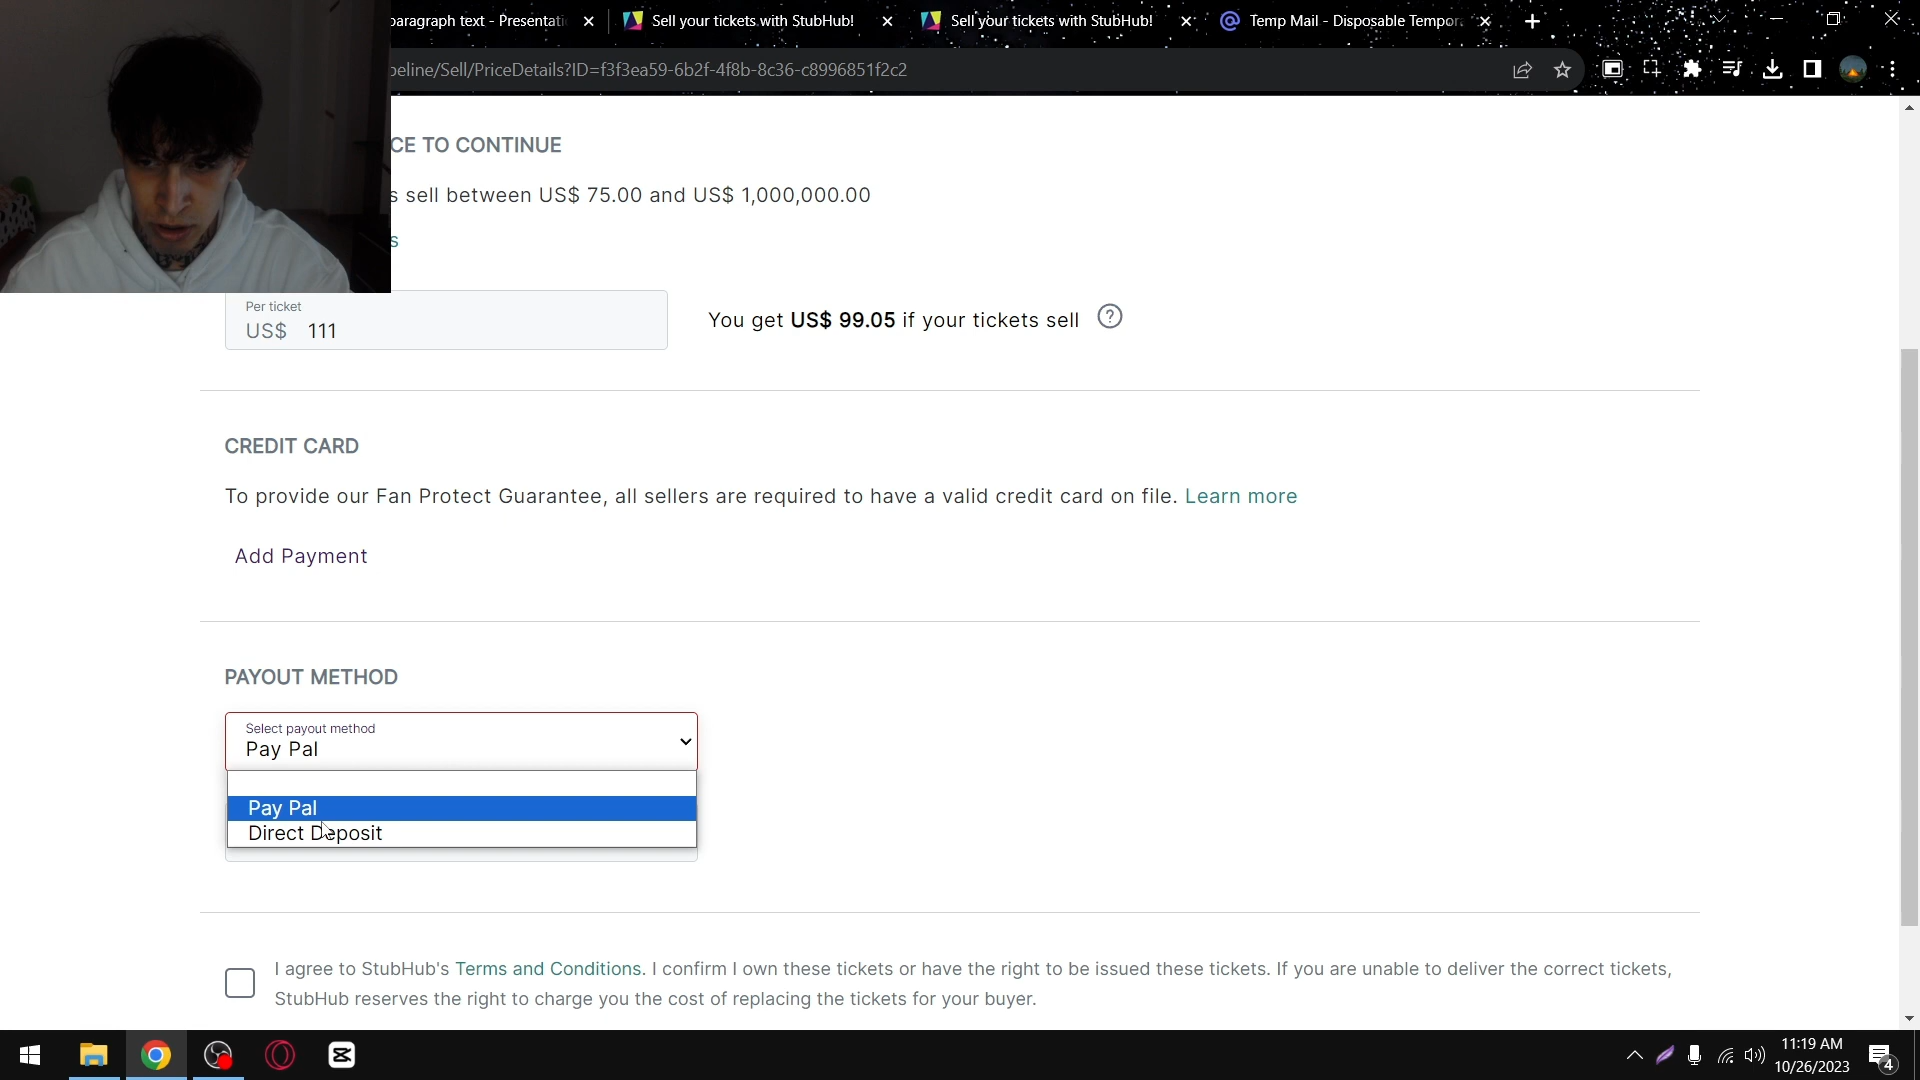 paragraph text - Presentati
Sell your tickets with StubHub!
Sell your tickets with StubHub!
Temp Mail - Disposable Tempor
peline/Sell/PriceDetails?ID=f3f3ea59-6b2f-4f8b-8c36-c8996851f2c2
CE TO CONTINUE
s sell between US$ 75.00 and US$ 1,000,000.00
s
Per ticket
US$ 111
You get US$ 99.05 if your tickets sell
?
CREDIT CARD
To provide our Fan Protect Guarantee, all sellers are required to have a valid credit card on file. Learn more
Add Payment
PAYOUT METHOD
Select payout method
Pay Pal
Pay Pal
Direct Deposit
I agree to StubHub's Terms and Conditions. I confirm I own these tickets or have the right to be issued these tickets. If you are unable to deliver the correct tickets,
StubHub reserves the right to charge you the cost of replacing the tickets for your buyer.
11:19 AM
10/26/2023
4